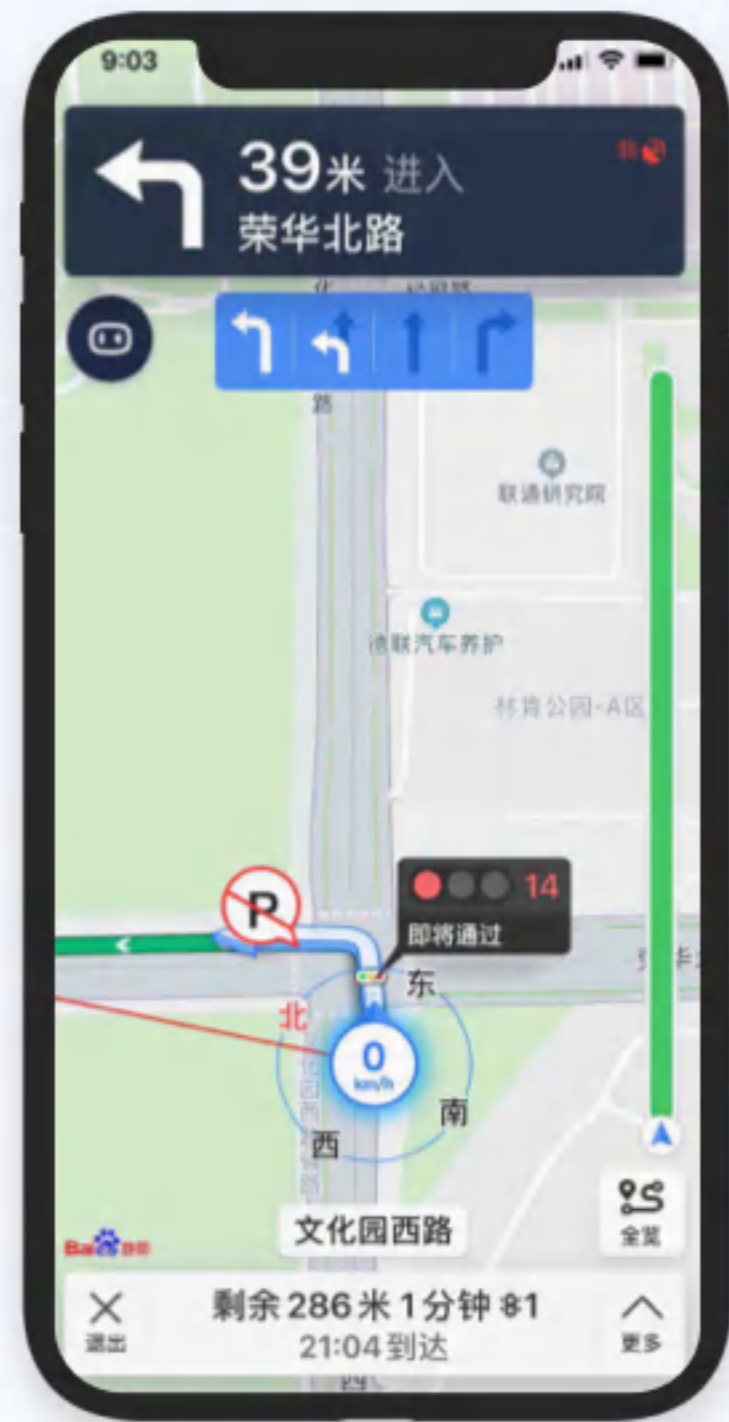 9:03
39米 进入
荣华北路
路
联通研究院
德联汽车养护
林肯公园-A区
P
14
即将通过
东
北
0
km/h
南
西
文化园西路
全览
Bai
退出
剩余286米 1分钟 1
21:04到达
更多